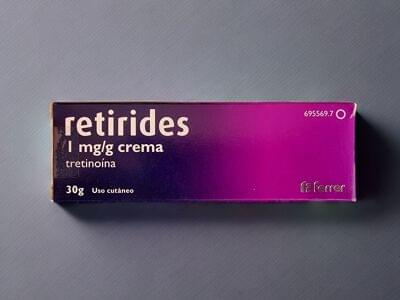 695569.7
retirides
1 mg/g crema
tretinoína
30g Uso cutáneo
ferrer